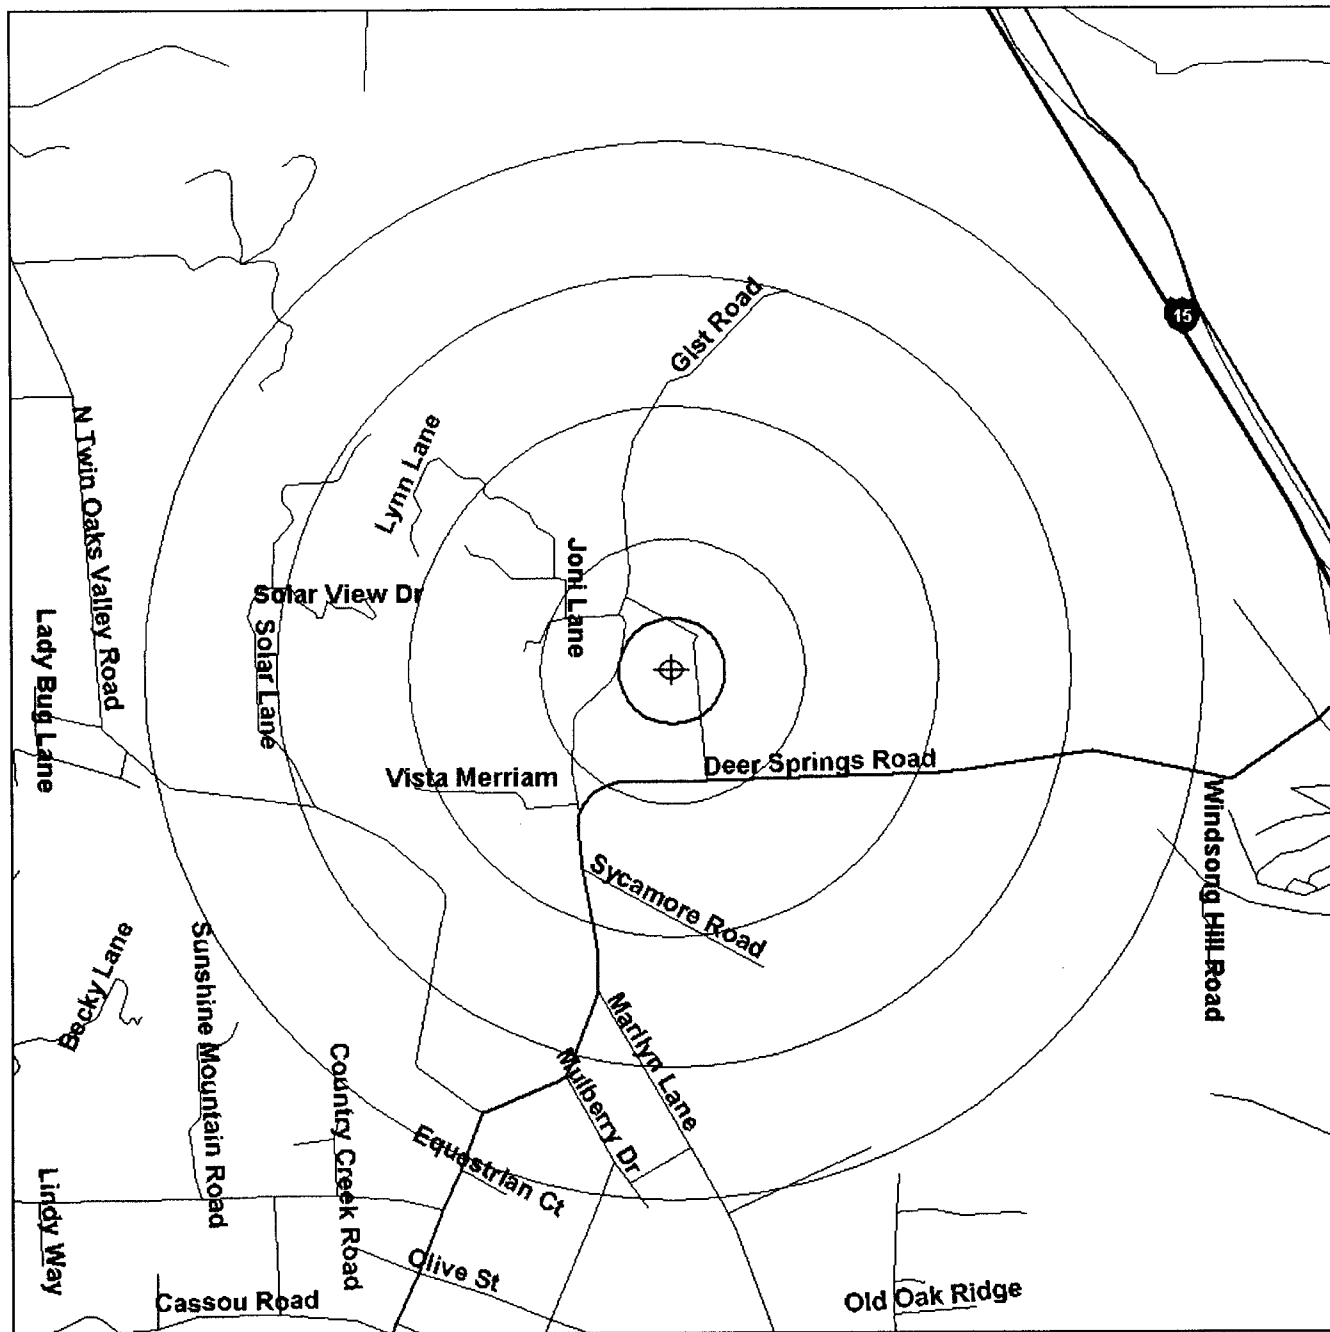 Gist Road
15
N Twin Oaks Valley Road
Lynn Lane
Joni Lane
Solar View Dr
Lady Bug Lane
Solar Lane
Deer Springs Road
Vista Merriam
Windsong Hill Road
Sycamore Road
Becky Lane
Sunshine Mountain Road
Marilyn Lane
Country Creek Road
Mulberry Dr
Equestrian Ct
Lindy Way
Olive St
Cassou Road
Old Oak Ridge